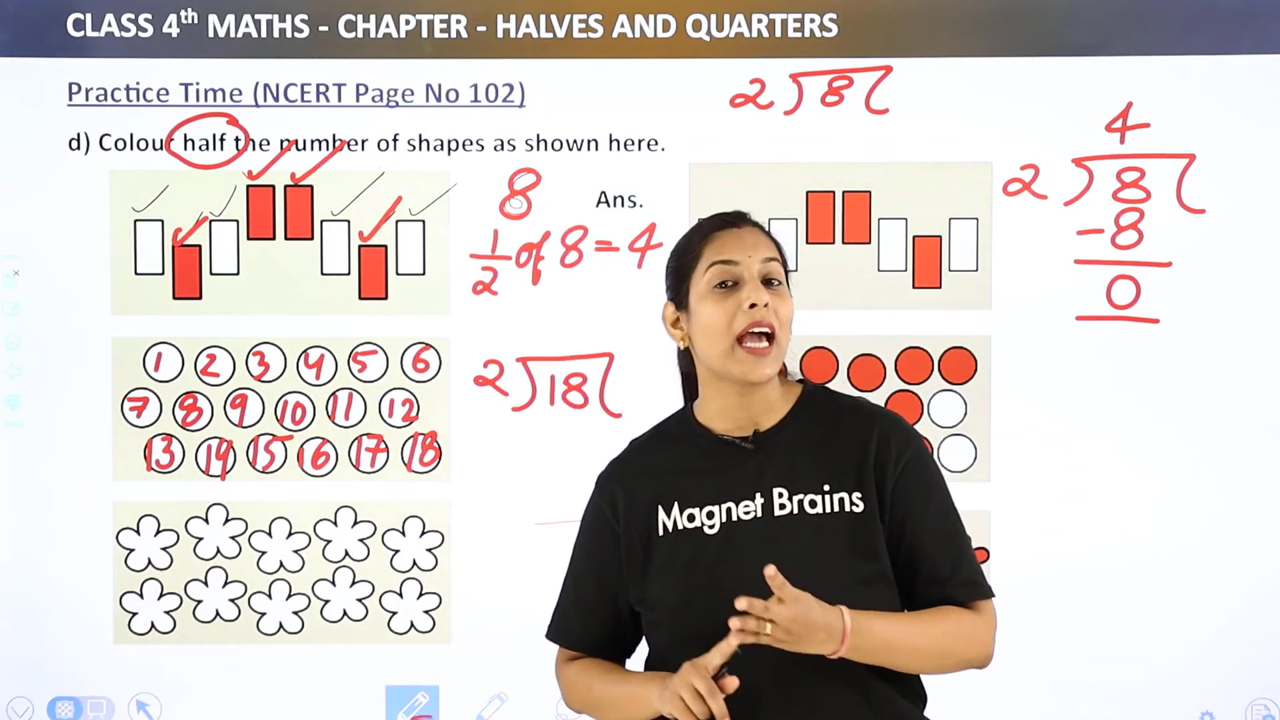 CLASS 4th MATHS - CHAPTER - HALVES AND QUARTERS
Practice Time (NCERT Page No 102)
2)8(
d) Colour half the number of shapes as shown here.
8
Ans.
1/2 of 8 = 4
4
2)8(
-8
0
1 2 3 4 5 6
7 8 9 10 11 12
13 14 15 16 17 18
2)18(
Magnet Brains